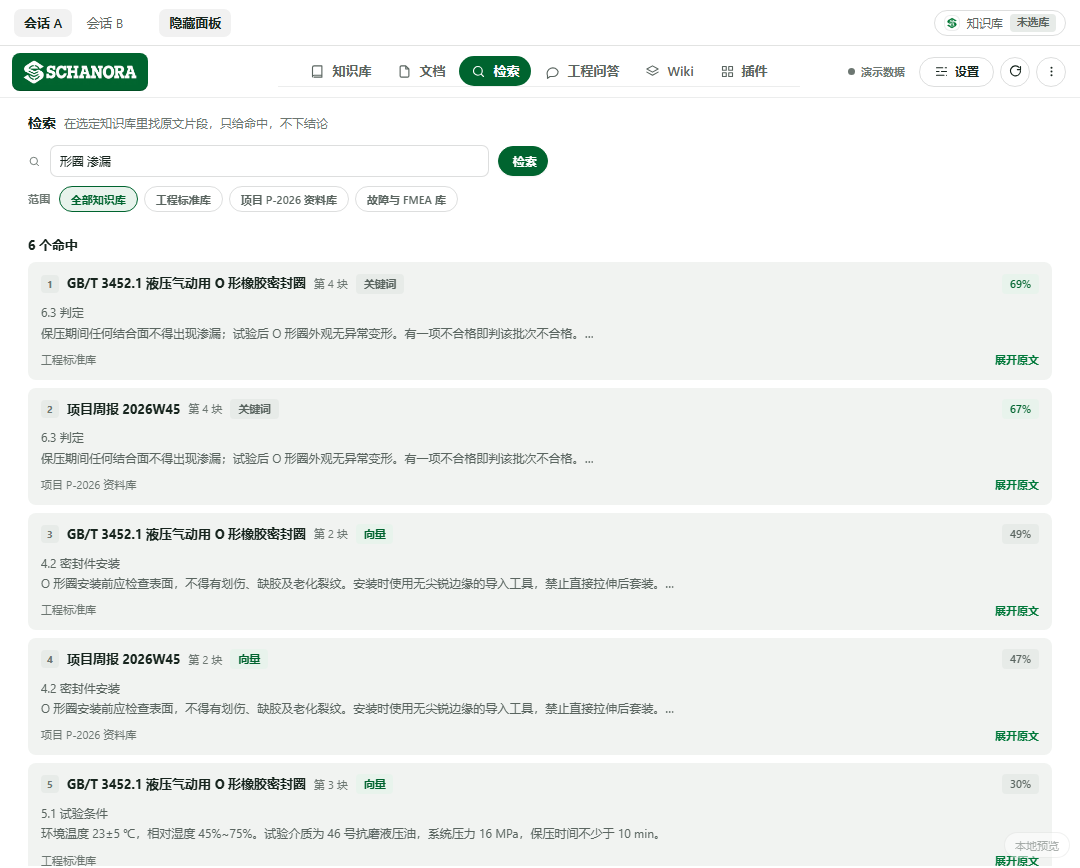 会话 A 会话 B 隐藏面板 知识库 未选库
SCHANORA 知识库 文档 检索 工程问答 Wiki 插件 演示数据 设置
检索 在选定知识库里找原文片段，只给命中，不下结论
形圈 渗漏 检索
范围 全部知识库 工程标准库 项目 P-2026 资料库 故障与 FMEA 库
6 个命中
1 GB/T 3452.1 液压气动用 O 形橡胶密封圈 第 4 块 关键词 69%
6.3 判定
保压期间任何结合面不得出现渗漏；试验后 O 形圈外观无异常变形。有一项不合格即判该批次不合格。...
工程标准库 展开原文
2 项目周报 2026W45 第 4 块 关键词 67%
6.3 判定
保压期间任何结合面不得出现渗漏；试验后 O 形圈外观无异常变形。有一项不合格即判该批次不合格。...
项目 P-2026 资料库 展开原文
3 GB/T 3452.1 液压气动用 O 形橡胶密封圈 第 2 块 向量 49%
4.2 密封件安装
O 形圈安装前应检查表面，不得有划伤、缺胶及老化裂纹。安装时使用无尖锐边缘的导入工具，禁止直接拉伸后套装。...
工程标准库 展开原文
4 项目周报 2026W45 第 2 块 向量 47%
4.2 密封件安装
O 形圈安装前应检查表面，不得有划伤、缺胶及老化裂纹。安装时使用无尖锐边缘的导入工具，禁止直接拉伸后套装。...
项目 P-2026 资料库 展开原文
5 GB/T 3452.1 液压气动用 O 形橡胶密封圈 第 3 块 向量 30%
5.1 试验条件
环境温度 23±5 ℃，相对湿度 45%~75%。试验介质为 46 号抗磨液压油，系统压力 16 MPa，保压时间不少于 10 min。
本地预览
工程标准库 展开原文